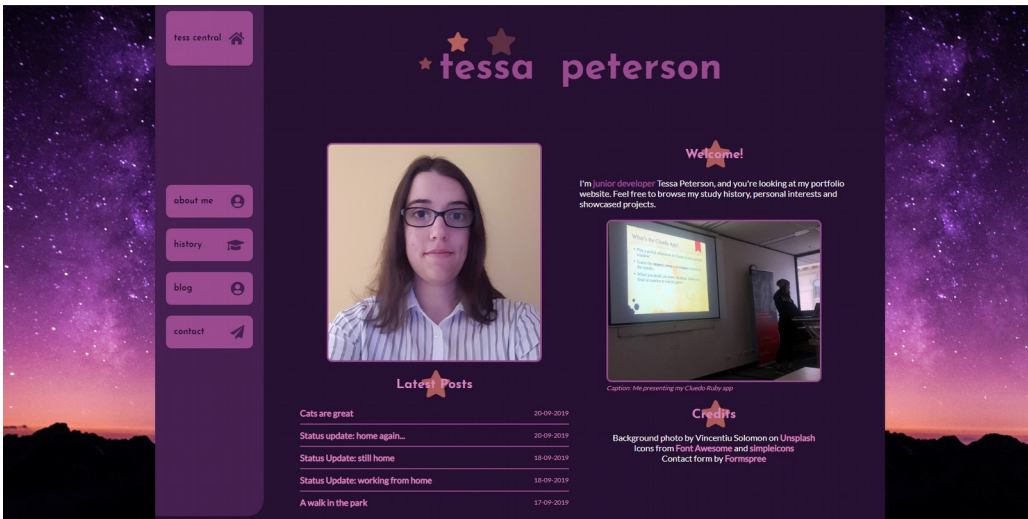 tess central
about me
history
blog
contact
tessa peterson
Welcome!
I'm junior developer Tessa Peterson, and you're looking at my portfolio
website. Feel free to browse my study history, personal interests and
showcased projects.
What's the Cluedo App?
Caption: Me presenting my Cluedo Ruby app
Latest Posts
Cats are great 20-09-2019
Status update: home again... 20-09-2019
Status Update: still home 18-09-2019
Status Update: working from home 18-09-2019
A walk in the park 17-09-2019
Credits
Background photo by Vincentiu Solomon on Unsplash
Icons from Font Awesome and simpleicons
Contact form by Formspree